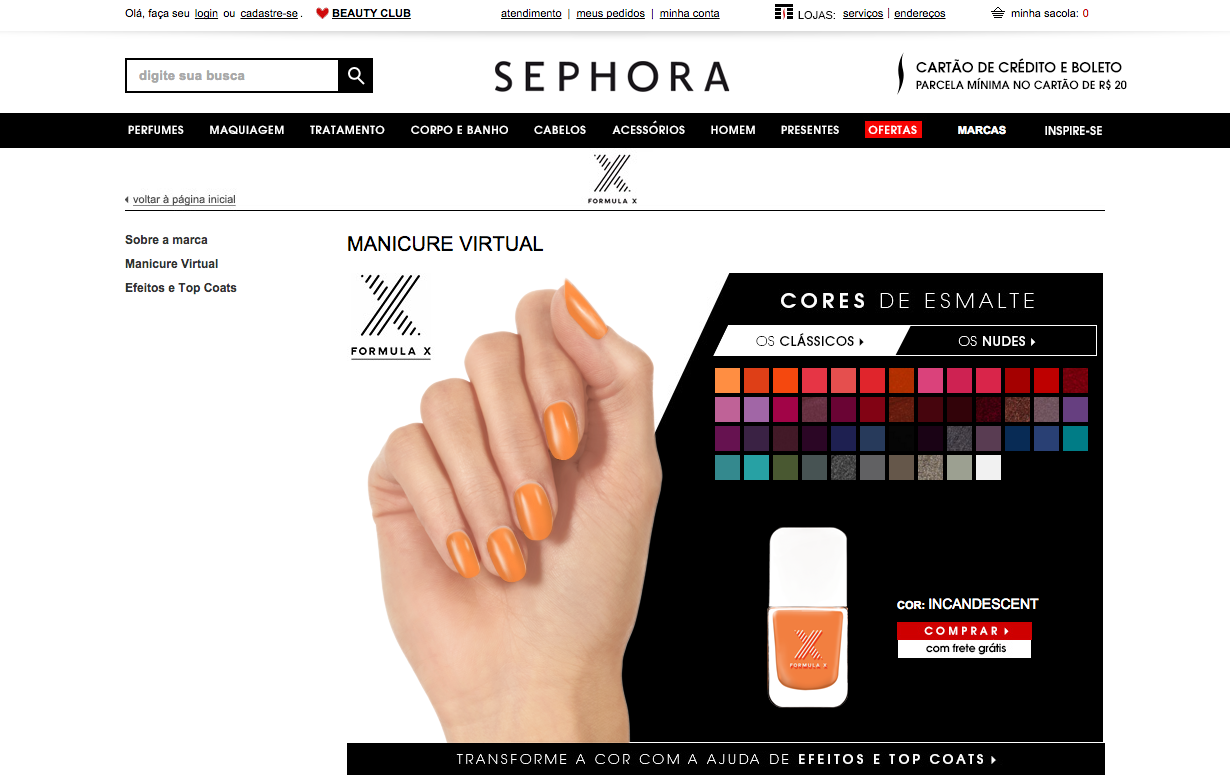 Olá, faça seu login ou cadastre-se . BEAUTY CLUB atendimento | meus pedidos | minha conta LOJAS: serviços | endereços minha sacola: 0
digite sua busca
SEPHORA
CARTÃO DE CRÉDITO E BOLETO
PARCELA MÍNIMA NO CARTÃO DE R$ 20
PERFUMES MAQUIAGEM TRATAMENTO CORPO E BANHO CABELOS ACESSÓRIOS HOMEM PRESENTES OFERTAS MARCAS INSPIRE-SE
X
FORMULA X
voltar à página inicial
Sobre a marca
Manicure Virtual
Efeitos e Top Coats
MANICURE VIRTUAL
X
FORMULA X
CORES DE ESMALTE
OS CLÁSSICOS OS NUDES
X
FORMULA X
COR: INCANDESCENT
COMPRAR
com frete grátis
TRANSFORME A COR COM A AJUDA DE EFEITOS E TOP COATS